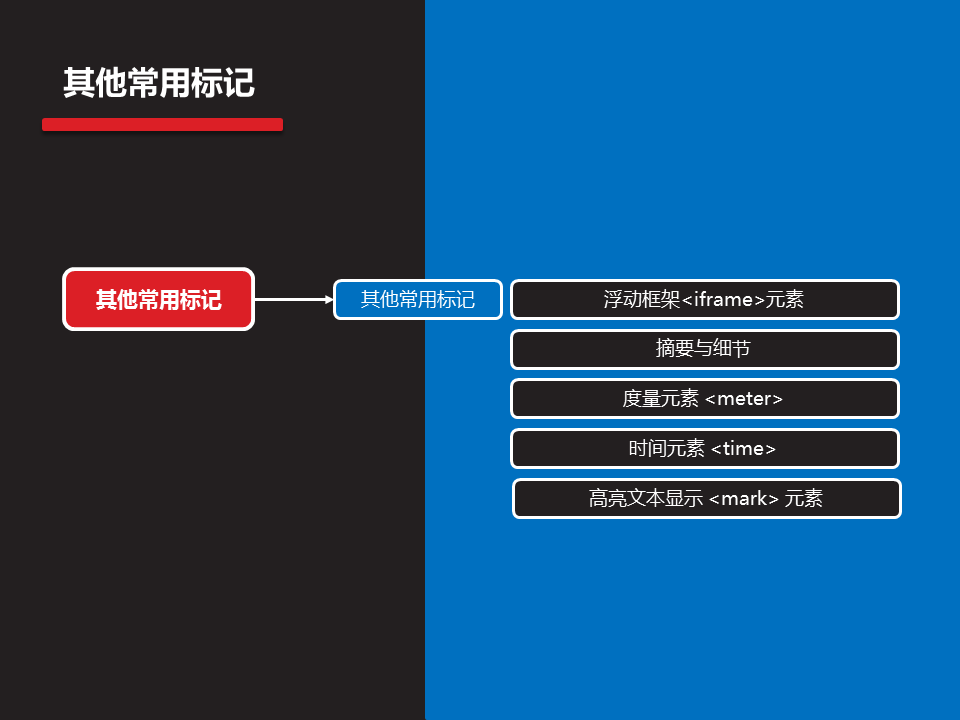 其他常用标记
其他常用标记
其他常用标记
浮动框架<iframe>元素
摘要与细节
度量元素 <meter>
时间元素 <time>
高亮文本显示 <mark> 元素